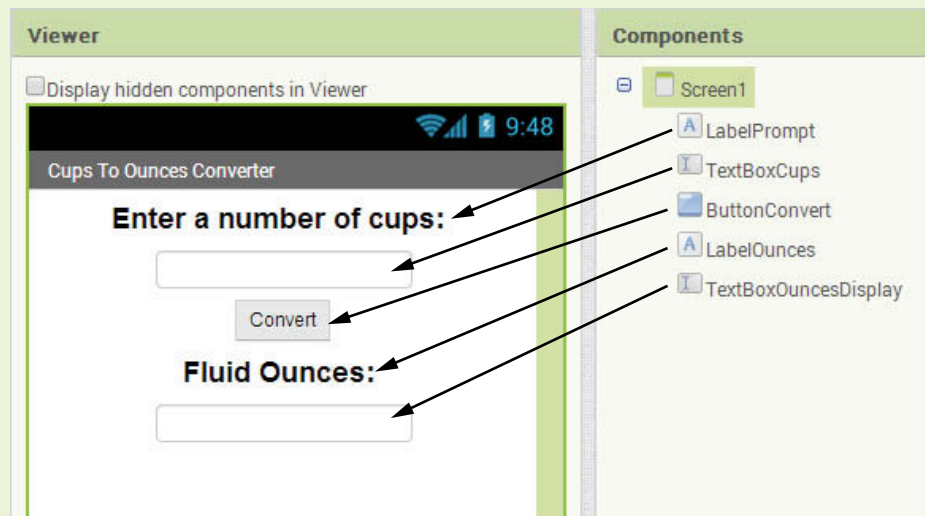 Viewer
Display hidden components in Viewer
9:48
Cups To Ounces Converter
Enter a number of cups:
Convert
Fluid Ounces:
Components
Screen1
A LabelPrompt
TextBoxCups
ButtonConvert
A LabelOunces
TextBoxOuncesDisplay